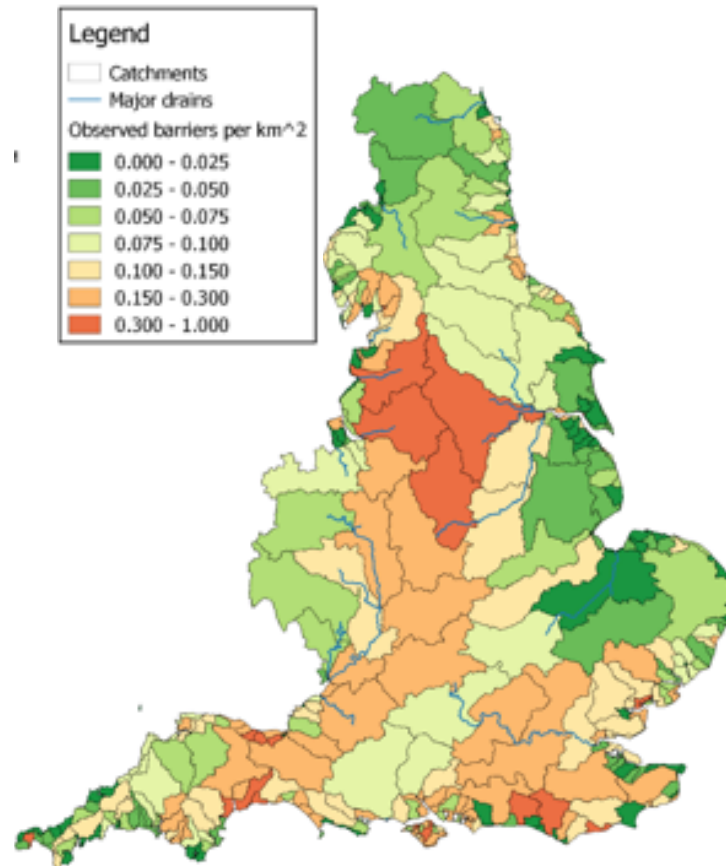 Legend
Catchments
Major drains
Observed barriers per km^2
0.000 - 0.025
0.025 - 0.050
0.050 - 0.075
0.075 - 0.100
0.100 - 0.150
0.150 - 0.300
0.300 - 1.000